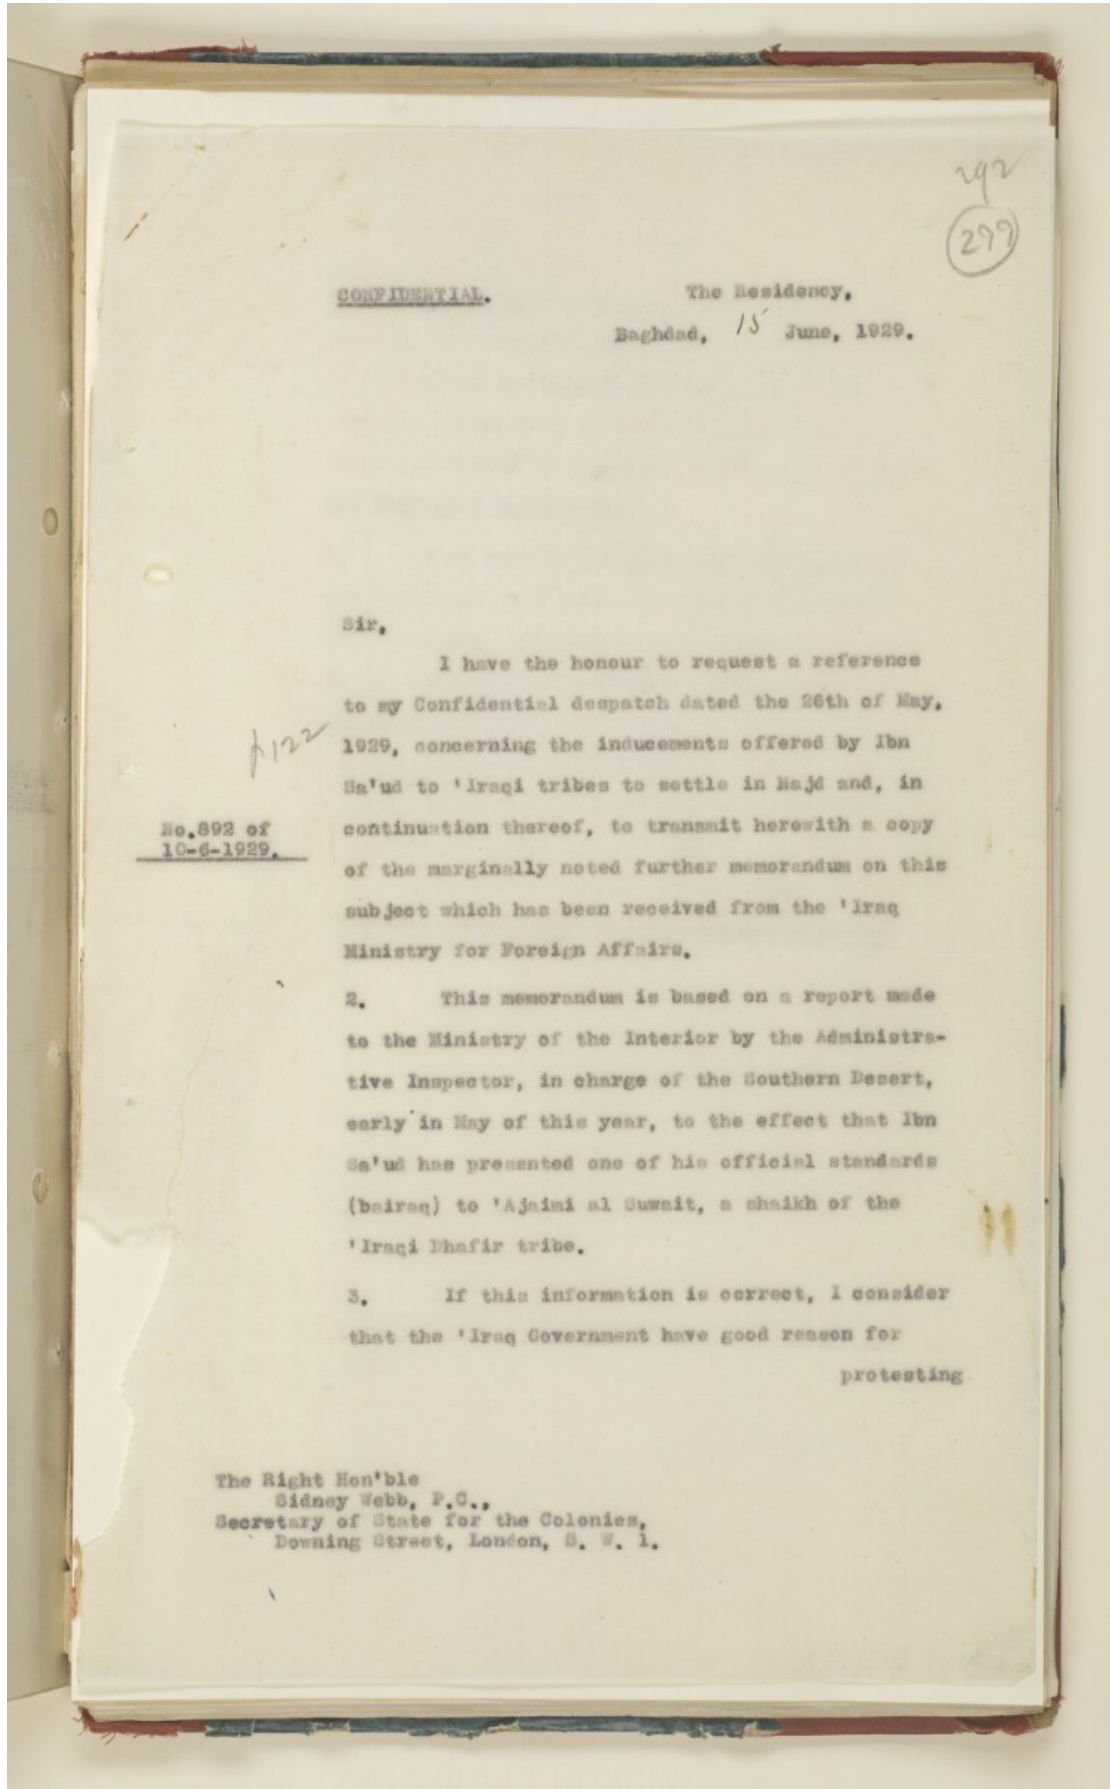 292
299
CONFIDENTIAL.
The Residency,
Baghdad, 15 June, 1929.
Sir,
I have the honour to request a reference
to my Confidential despatch dated the 26th of May,
1929, concerning the inducements offered by Ibn
Sa'ud to 'Iraqi tribes to settle in Najd and, in
continuation thereof, to transmit herewith a copy
of the marginally noted further memorandum on this
subject which has been received from the 'Iraq
Ministry for Foreign Affairs.
p122
No.892 of
10-6-1929.
2. This memorandum is based on a report made
to the Ministry of the Interior by the Administra-
tive Inspector, in charge of the Southern Desert,
early in May of this year, to the effect that Ibn
Sa'ud has presented one of his official standards
(bairaq) to 'Ajaimi al Suwait, a shaikh of the
'Iraqi Dhafir tribe.
3. If this information is correct, I consider
that the 'Iraq Government have good reason for
protesting
The Right Hon'ble
Sidney Webb, P.C.,
Secretary of State for the Colonies,
Downing Street, London, S. W. 1.